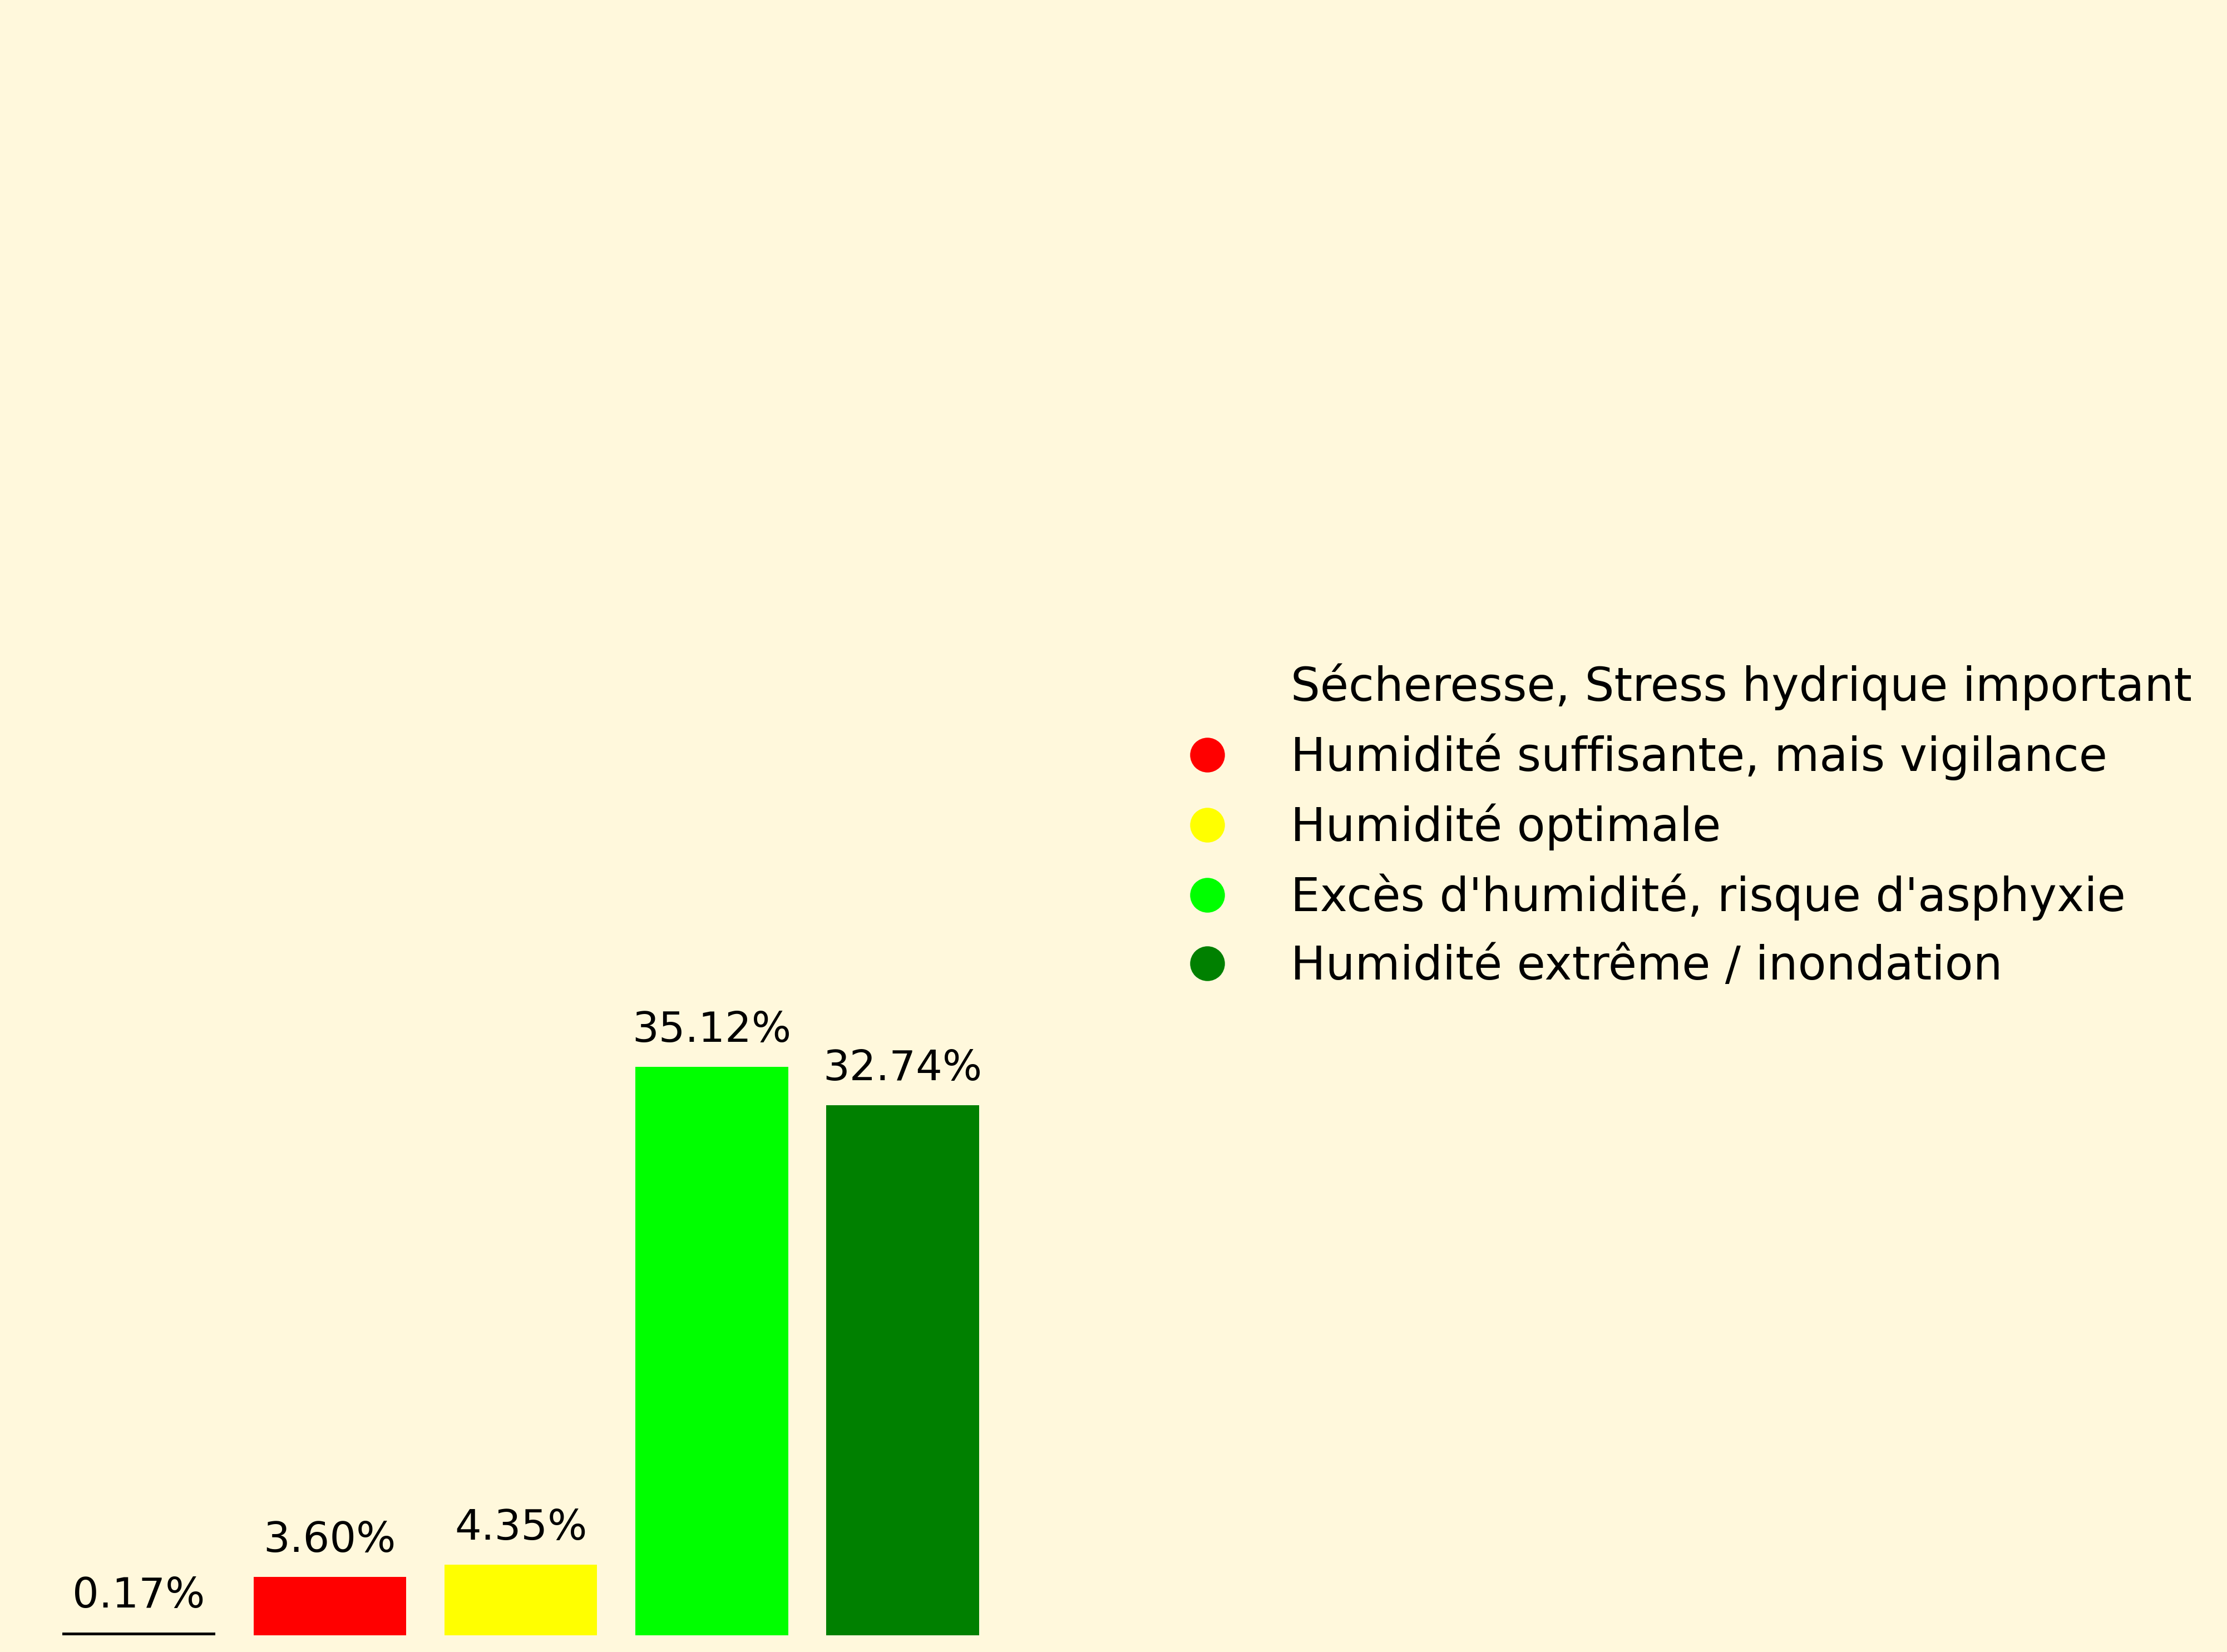 Sécheresse, Stress hydrique important
Humidité suffisante, mais vigilance
Humidité optimale
Excès d'humidité, risque d'asphyxie
Humidité extrême / inondation
35.12%
32.74%
4.35%
3.60%
0.17%